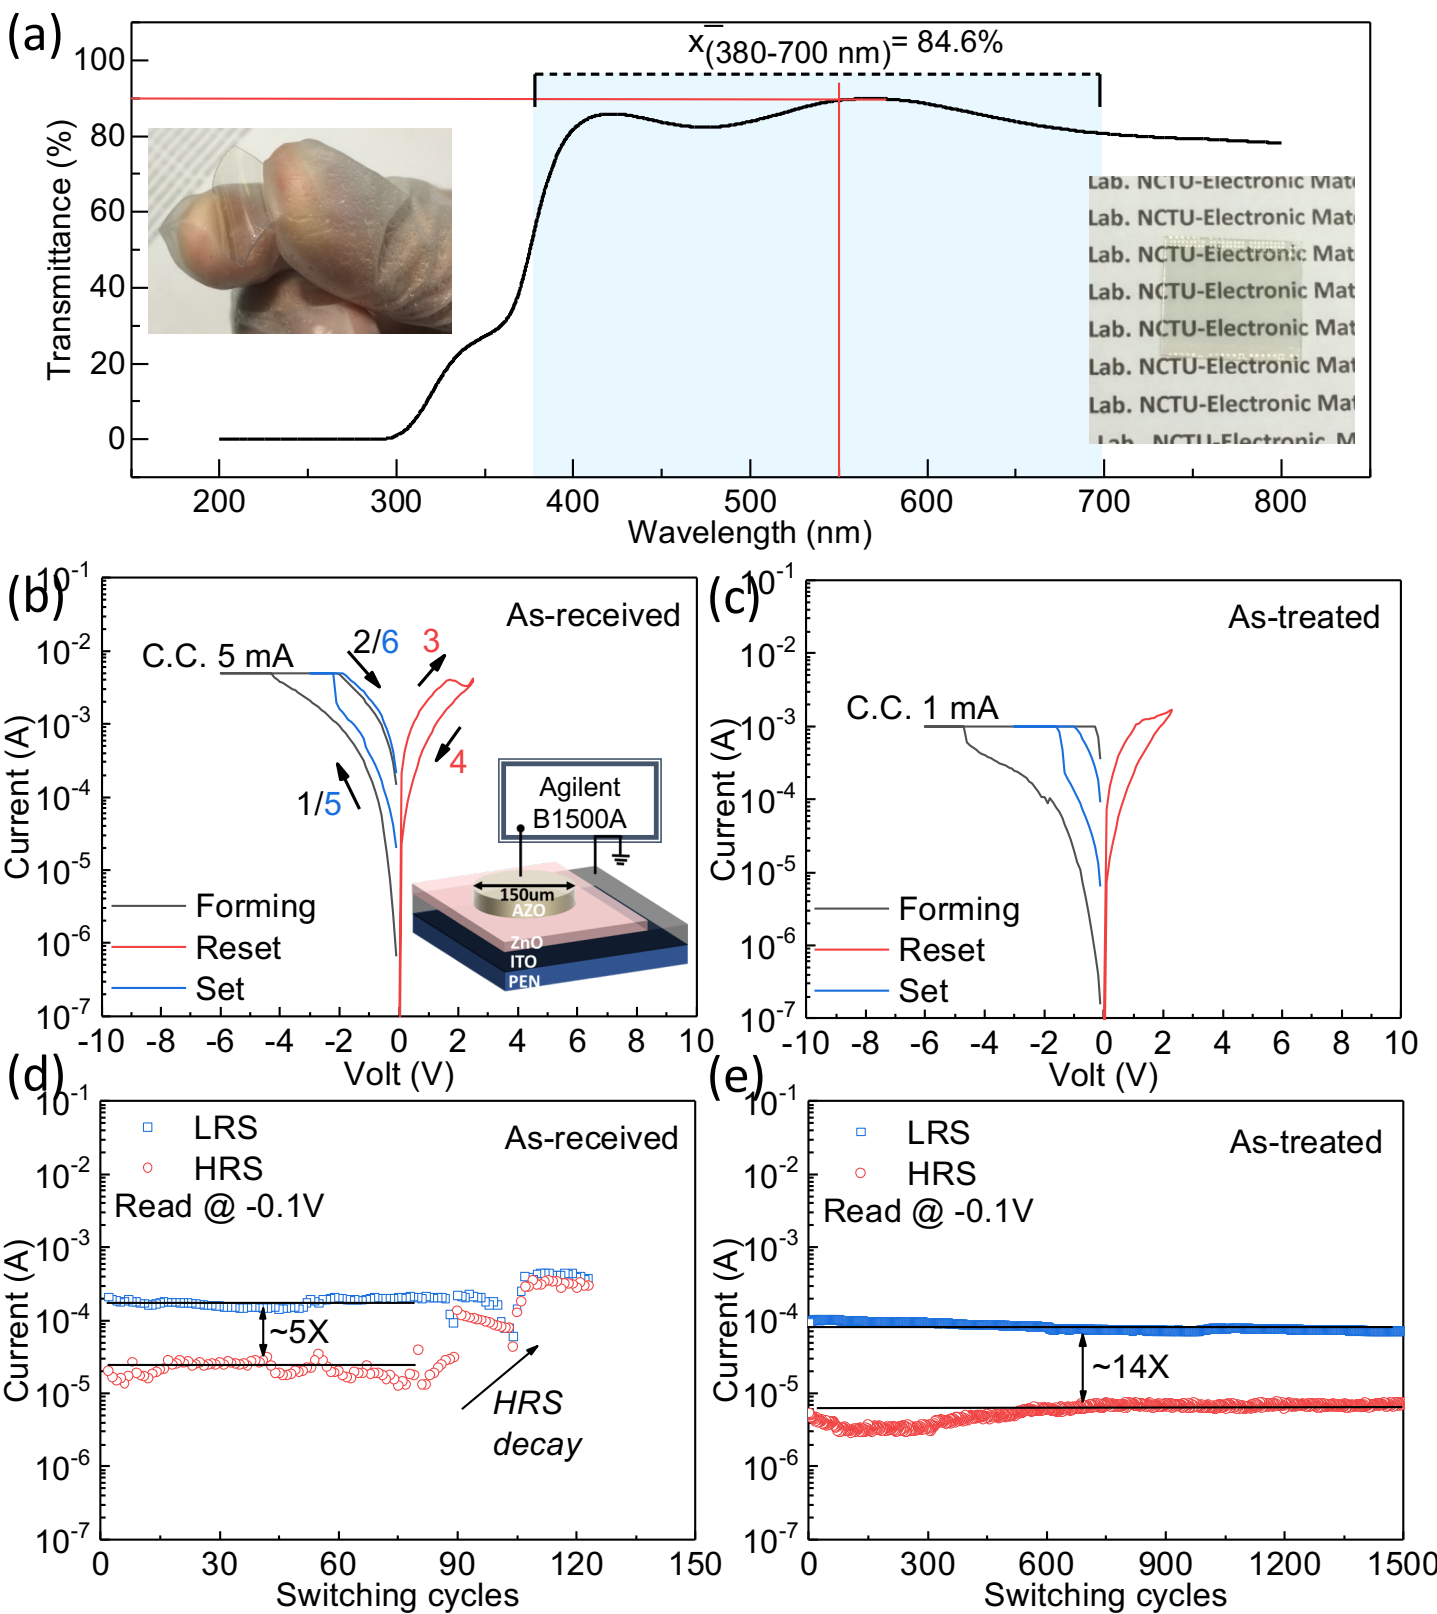 (a)
x̄(380-700 nm)= 84.6%
100
80
60
40
20
0
Transmittance (%)
Lab. NCTU-Electronic Mate
Lab. NCTU-Electronic Mate
Lab. NCTU-Electronic Mat
Lab. NCTU-Electronic Mat
Lab. NCTU-Electronic Mat
Lab. NCTU-Electronic Mat
Lab. NCTU-Electronic Mat
Lab. NCTU-Electronic M
200 300 400 500 600 700 800
Wavelength (nm)
(b)
As-received
C.C. 5 mA
2/6
3
4
1/5
Agilent
B1500A
150um
AZO
ZnO
ITO
PEN
Forming
Reset
Set
10-1
10-2
10-3
10-4
10-5
10-6
10-7
Current (A)
-10 -8 -6 -4 -2 0 2 4 6 8 10
Volt (V)
(c)
As-treated
C.C. 1 mA
Forming
Reset
Set
10-1
10-2
10-3
10-4
10-5
10-6
10-7
Current (A)
-10 -8 -6 -4 -2 0 2 4 6 8 10
Volt (V)
(d)
LRS
HRS
As-received
Read @ -0.1V
~5X
HRS
decay
10-1
10-2
10-3
10-4
10-5
10-6
10-7
Current (A)
0 30 60 90 120 150
Switching cycles
(e)
LRS
HRS
As-treated
Read @ -0.1V
~14X
10-1
10-2
10-3
10-4
10-5
10-6
10-7
Current (A)
0 300 600 900 1200 1500
Switching cycles